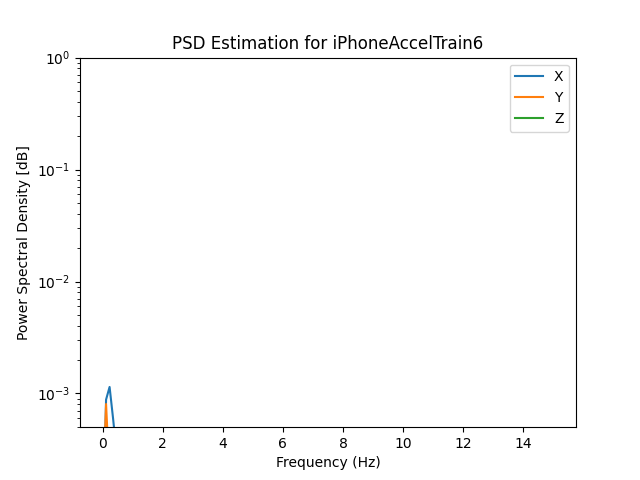 PSD Estimation for iPhoneAccelTrain6
X
Y
Z
10⁰
10⁻¹
10⁻²
10⁻³
Power Spectral Density [dB]
0 2 4 6 8 10 12 14
Frequency (Hz)